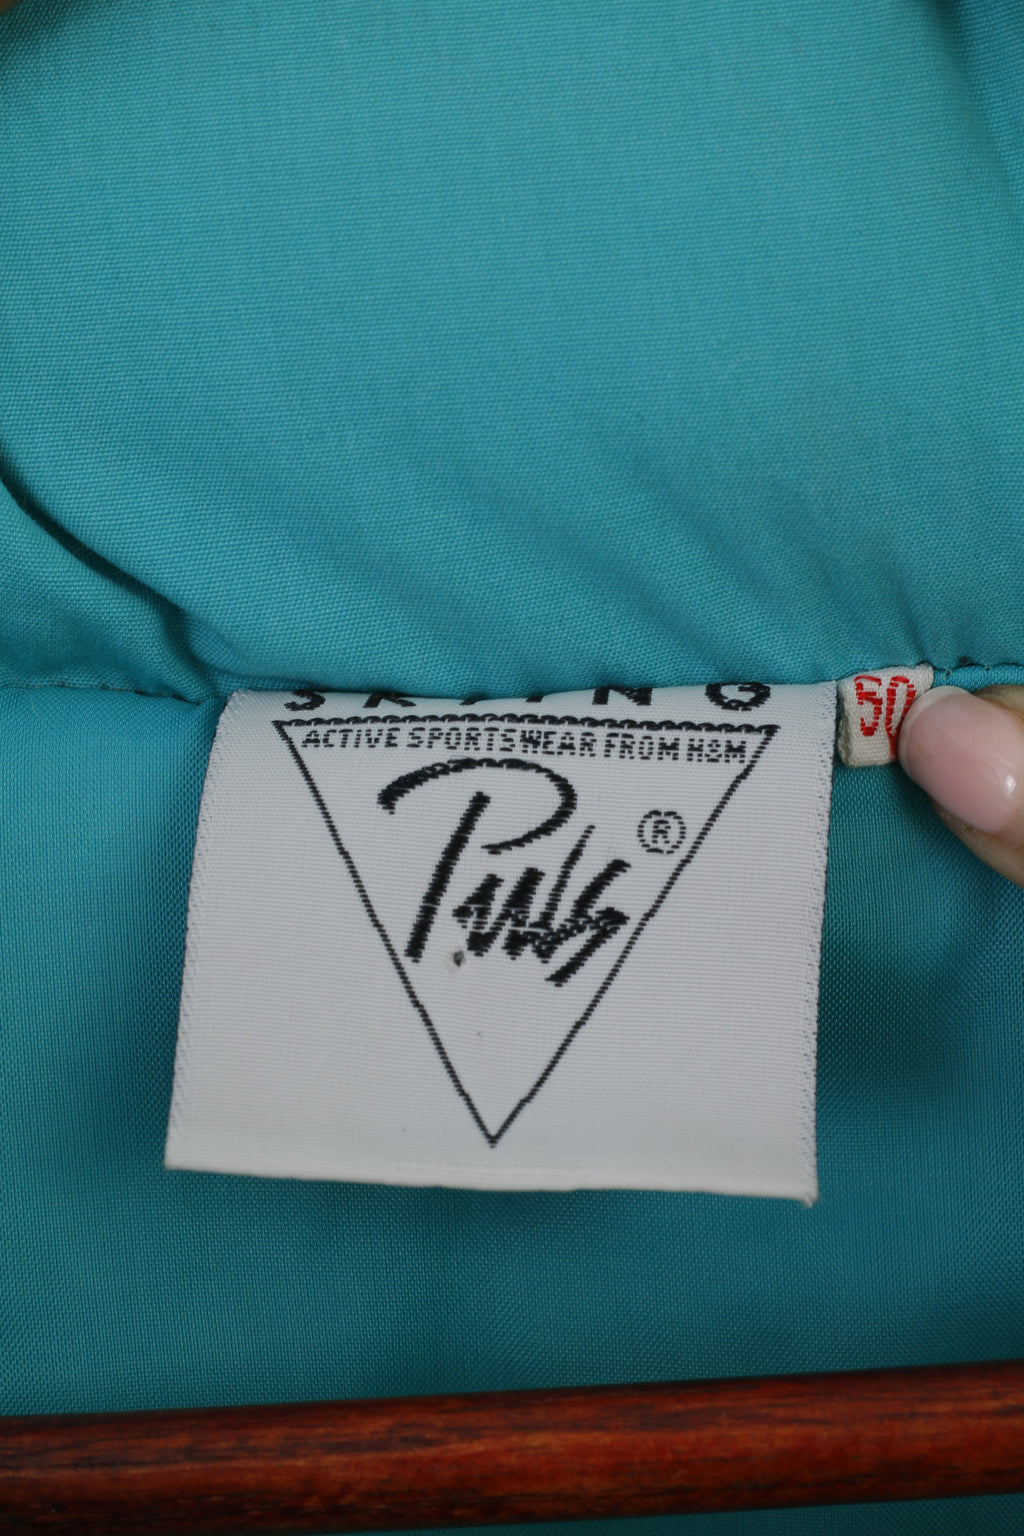 SKIING
ACTIVE SPORTSWEAR FROM H&M
Puls ®
50